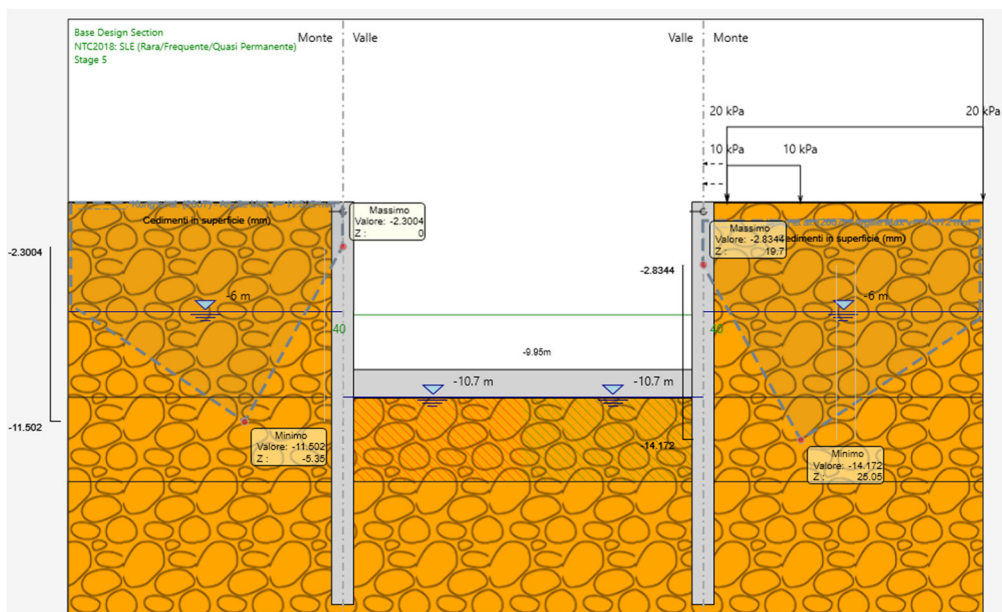 Base Design Section
NTC2018: SLE (Rara/Frequente/Quasi Permanente)
Stage 5
Monte
Valle
Valle
Monte
20 kPa
20 kPa
10 kPa
10 kPa
Massimo
Valore: -2.3004
Z : 0
Cedimenti in superficie (mm)
Massimo
Valore: -2.8344
Z : 19.7
edimenti in superficie (mm)
-2.3004
-2.8344
-6 m
-6 m
40
40
-9.95m
-10.7 m
-10.7 m
-11.502
-14.172
Minimo
Valore: -11.502
Z : -5.35
Minimo
Valore: -14.172
Z : 25.05